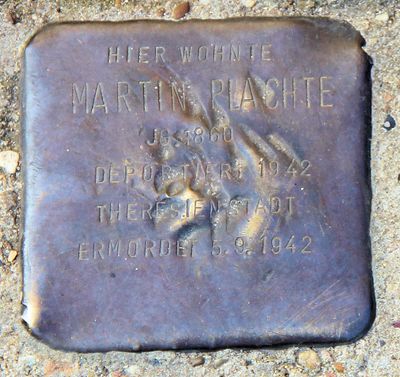 HIER WOHNTE
MARTIN PLACHTE
JG. 1860
DEPORTIERT 1942
THERESIENSTADT
ERMORDET 5.9.1942